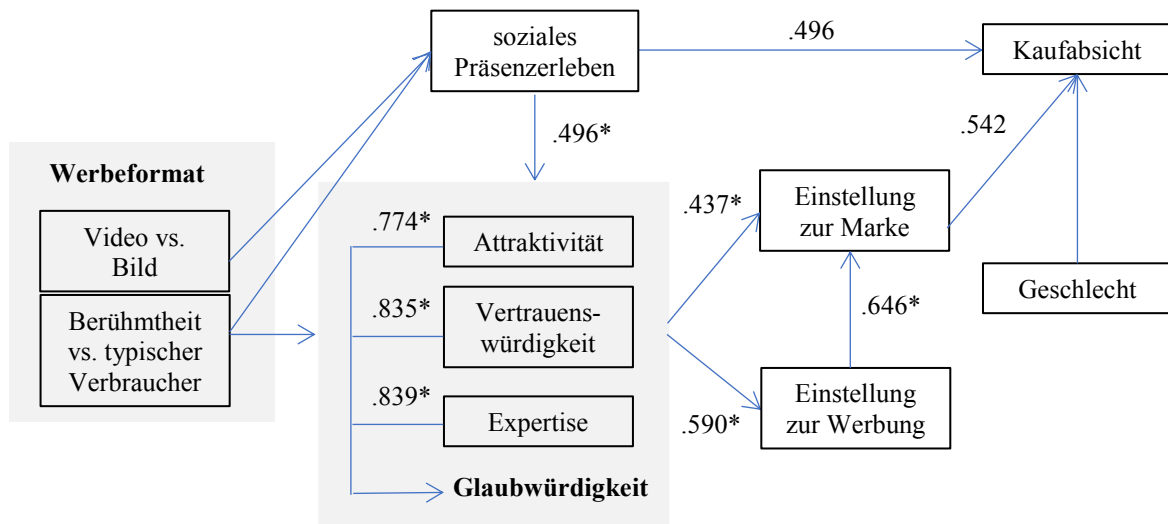 soziales
Präsenzerleben
.496
Kaufabsicht
.496*
.542
Werbeformat
Video vs.
Bild
Berühmtheit
vs. typischer
Verbraucher
.774*
Attraktivität
.835*
Vertrauens-
würdigkeit
.839*
Expertise
Glaubwürdigkeit
.437*
Einstellung
zur Marke
.646*
Geschlecht
.590*
Einstellung
zur Werbung